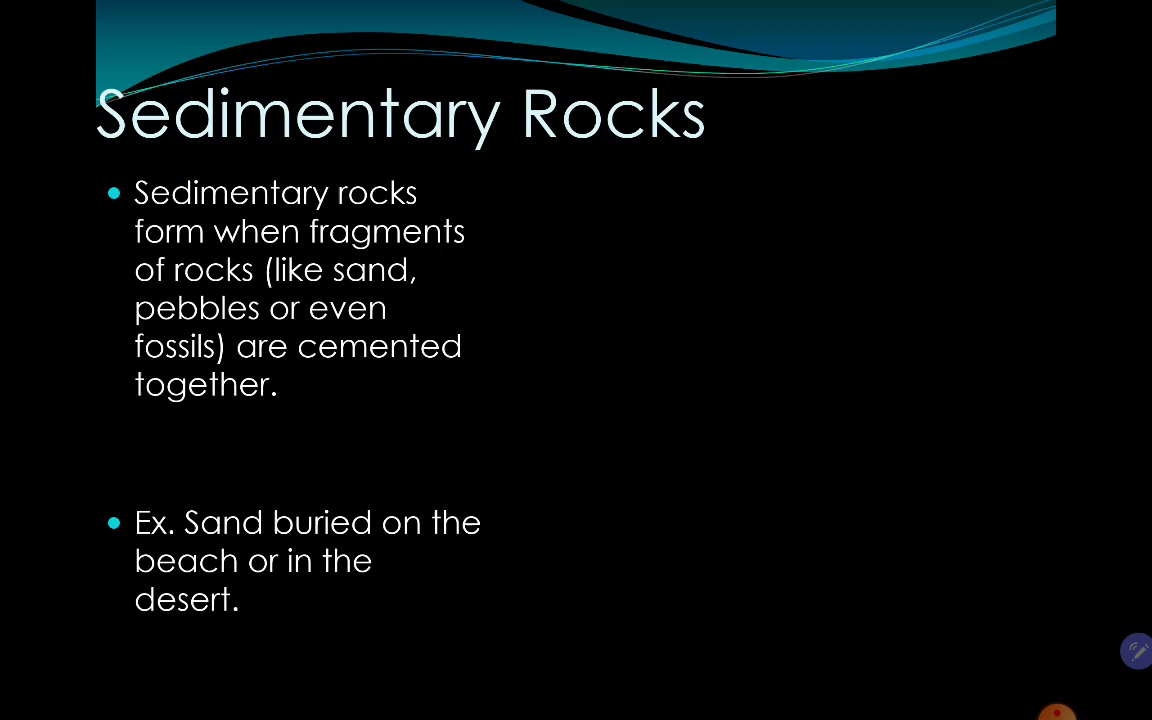 Sedimentary Rocks
Sedimentary rocks
form when fragments
of rocks (like sand,
pebbles or even
fossils) are cemented
together.
Ex. Sand buried on the
beach or in the
desert.